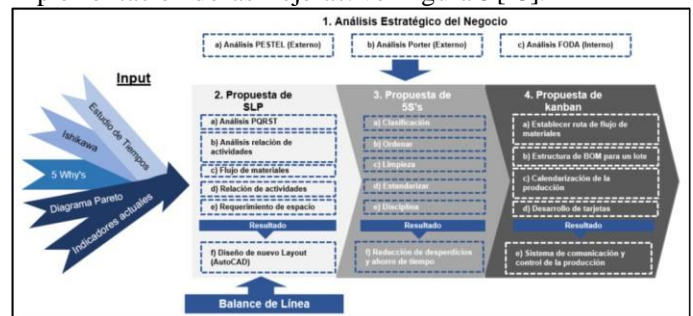 1. Análisis Estratégico del Negocio
a) Análisis PESTEL (Externo)
b) Análisis Porter (Externo)
c) Análisis FODA (Interno)
Input
Estudio de Tiempos
Ishikawa
5 Why's
Diagrama Pareto
Indicadores actuales
2. Propuesta de
SLP
a) Análisis PQRST
b) Análisis relación de
actividades
c) Flujo de materiales
d) Relación de actividades
e) Requerimiento de espacio
Resultado
f) Diseño de nuevo Layout
(AutoCAD)
Balance de Línea
3. Propuesta de
5S's
a) Clasificación
b) Ordenar
c) Limpieza
d) Estandarizar
e) Disciplina
Resultado
f) Reducción de desperdicios
y ahorro de tiempo
4. Propuesta de
kanban
a) Establecer ruta de flujo de
materiales
b) Estructura de BOM para un lote
c) Calendarización de la
producción
d) Desarrollo de tarjetas
Resultado
e) Sistema de comunicación y
control de la producción